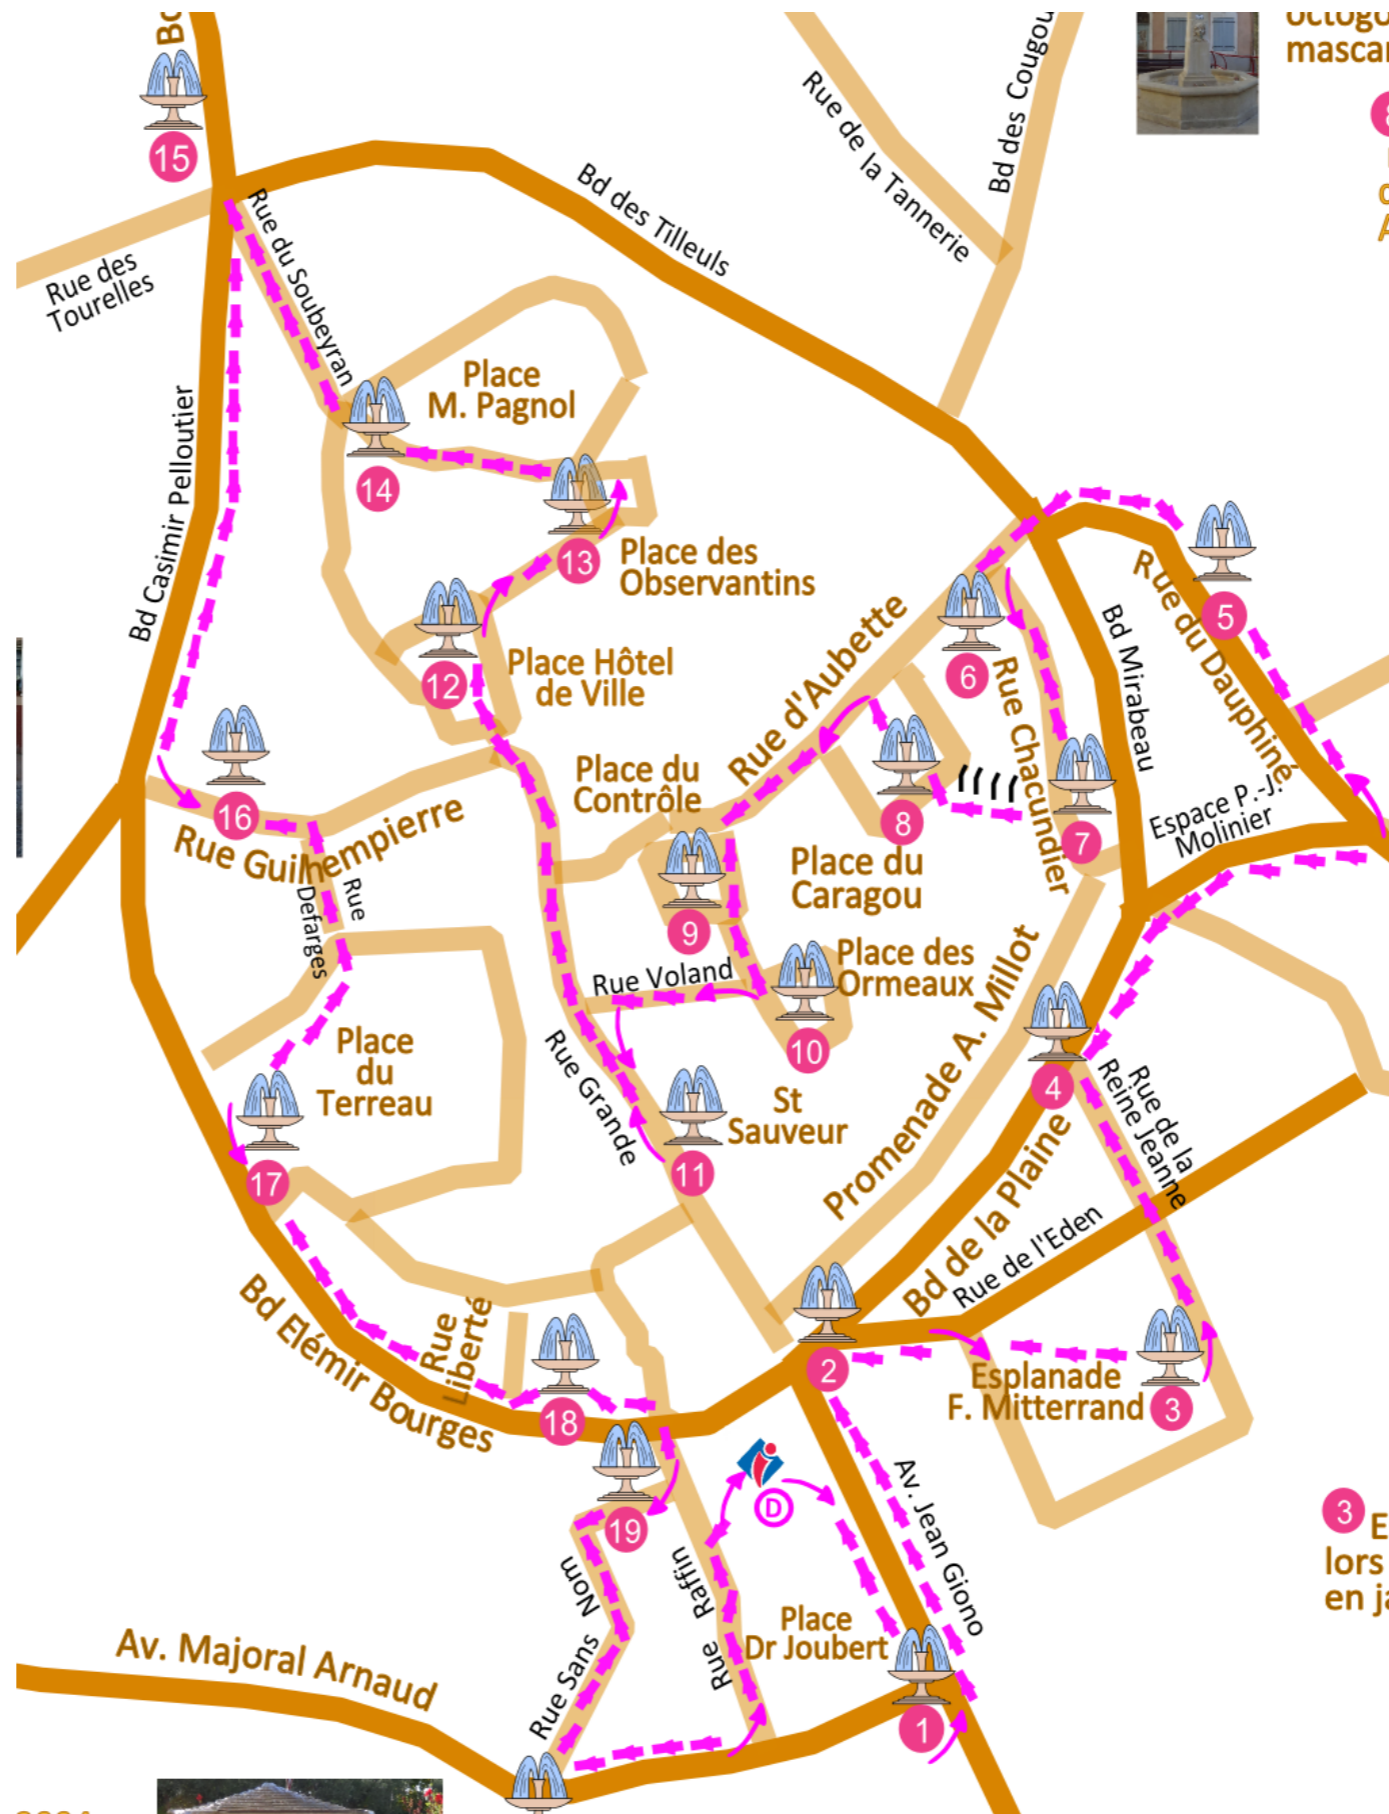 octogo
mascar
15
Rue des
Tourelles
Rue du Soubeyran
Bd des Tilleuls
Rue de la Tannerie
Bd des Cougou
Bd Casimir Pelloutier
Place
M. Pagnol
14
13
Place des
Observantins
12
Place Hôtel
de Ville
Rue d'Aubette
6
5
Rue du Dauphiné
Bd Mirabeau
Rue Chacundier
Place du
Contrôle
16
Rue Guilhempierre
Rue
Defarges
8
7
Espace P.-J.
Molinier
Place du
Caragou
9
Rue Voland
Place des
Ormeaux
10
Promenade A. Millot
Place
du
Terreau
Rue Grande
St
Sauveur
11
4
Rue de la
Reine Jeanne
17
Bd de la Plaine
Rue de l'Eden
Bd Elémir Bourges
Rue
Liberté
18
2
Esplanade
F. Mitterrand
3
19
D
Av. Jean Giono
3
E
lors
en ja
Rue Sans
Nom
Rue Raffin
Place
Dr Joubert
Av. Majoral Arnaud
1